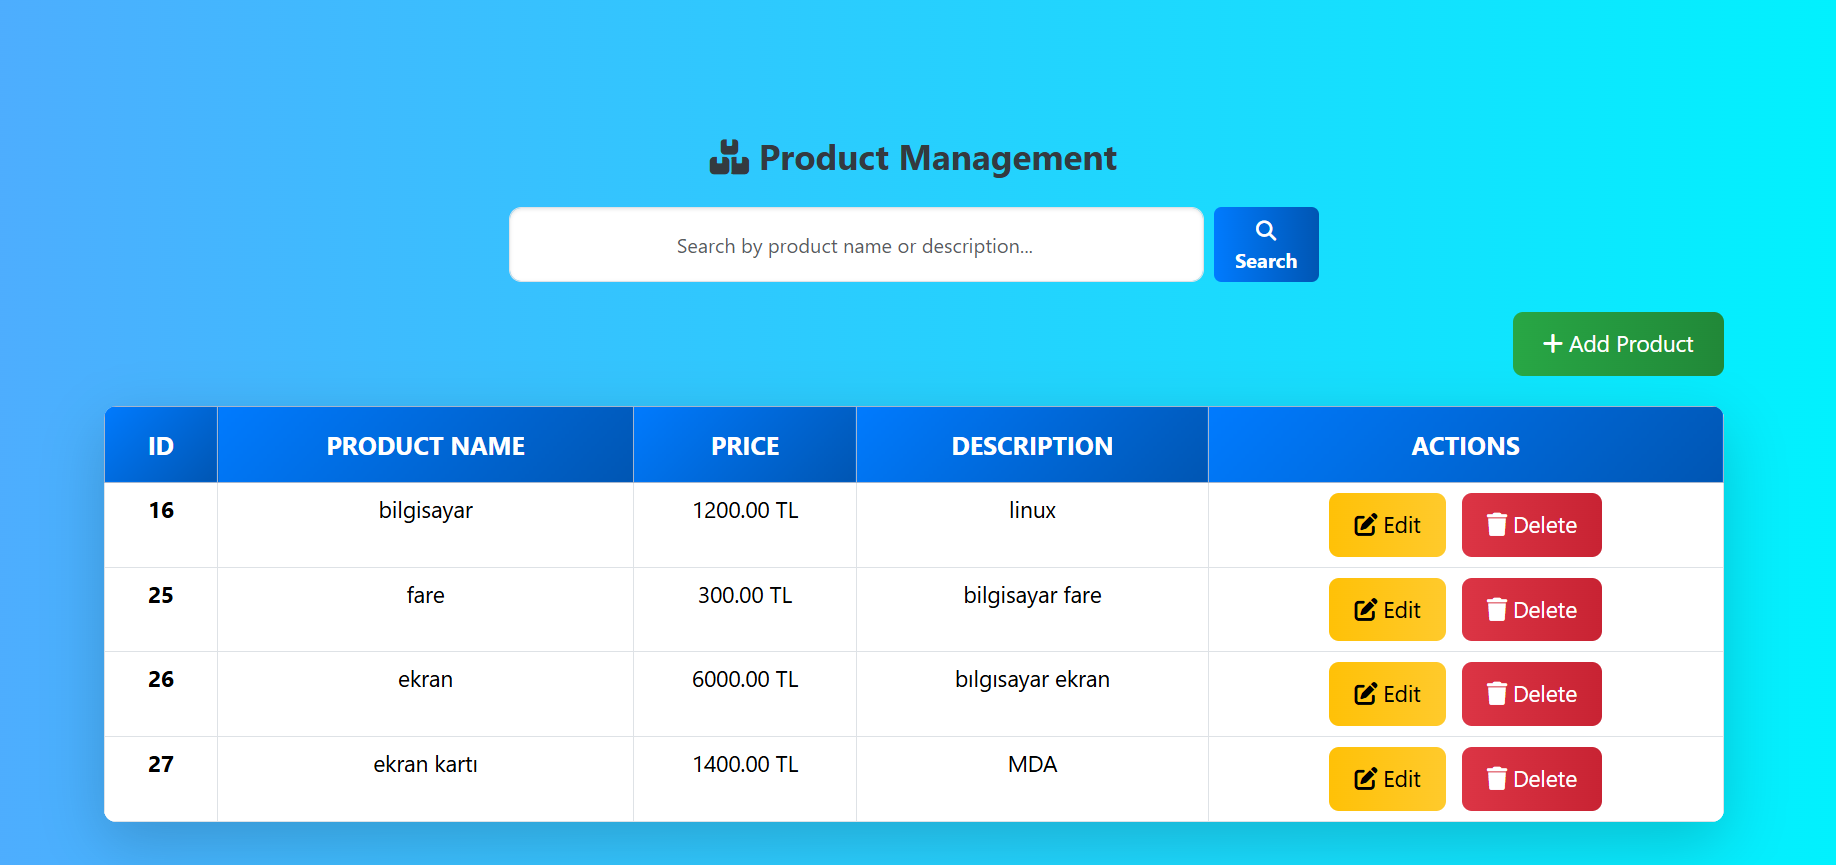 Product Management
Search by product name or description...
Search
Add Product
ID PRODUCT NAME PRICE DESCRIPTION ACTIONS
16 bilgisayar 1200.00 TL linux Edit Delete
25 fare 300.00 TL bilgisayar fare Edit Delete
26 ekran 6000.00 TL bılgısayar ekran Edit Delete
27 ekran kartı 1400.00 TL MDA Edit Delete